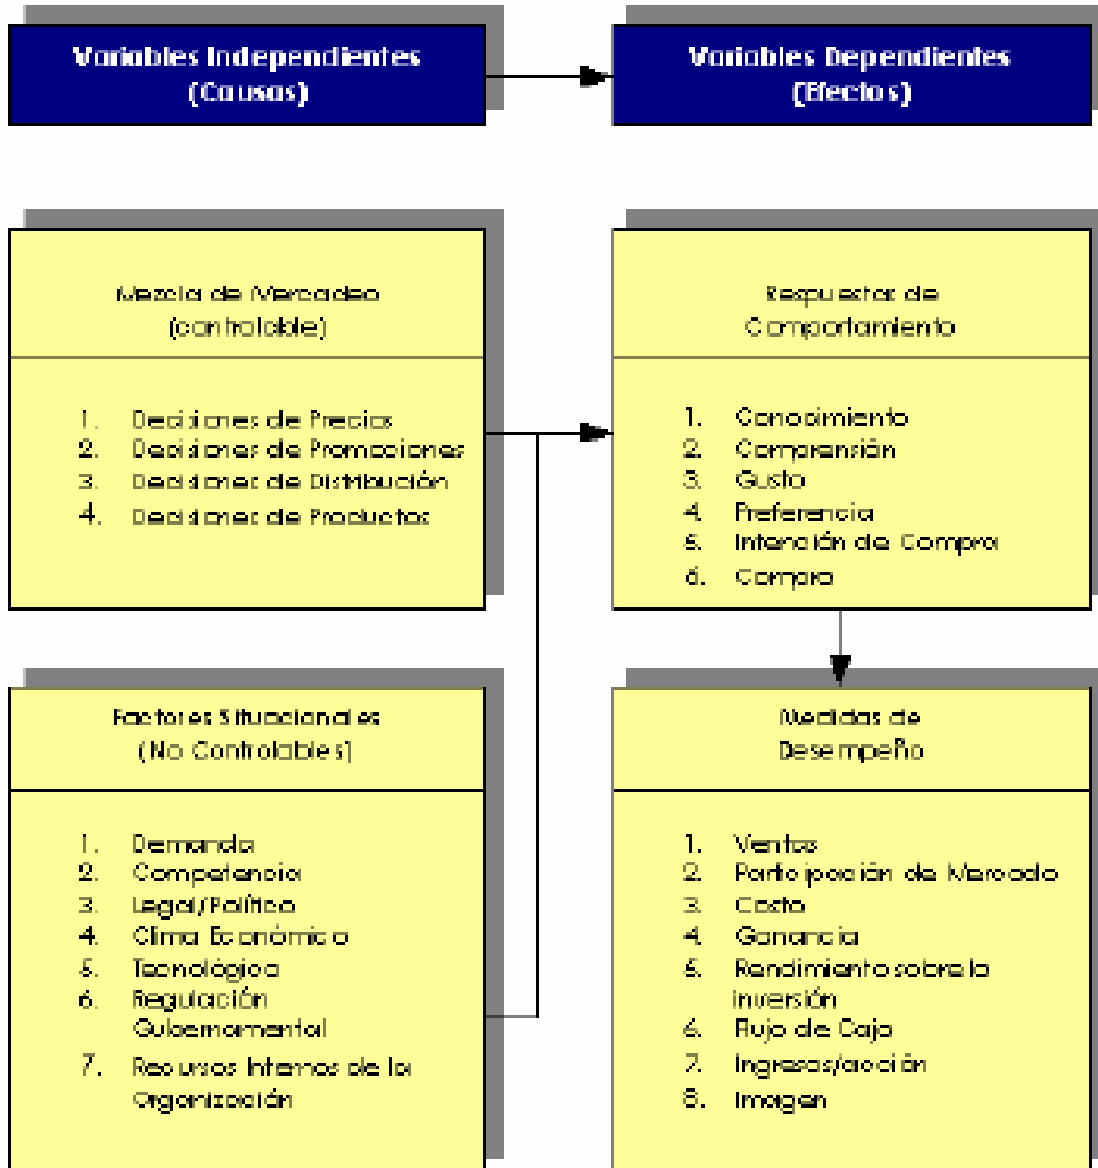 Variables Independientes
(Causas)
Variables Dependientes
(Efectos)
Mezcla de Mercadeo
(controlable)
1. Decisiones de Precios
2. Decisiones de Promociones
3. Decisiones de Distribución
4. Decisiones de Productos
Respuestas de
Comportamiento
1. Conocimiento
2. Comprensión
3. Gusto
4. Preferencia
5. Intención de Compra
6. Compra
Factores Situacionales
(No Controlables)
1. Demanda
2. Competencia
3. Legal/Política
4. Clima Económico
5. Tecnológica
6. Regulación
Gubernamental
7. Recursos Internos de la
Organización
Medidas de
Desempeño
1. Ventas
2. Participación de Mercado
3. Costo
4. Ganancia
5. Rendimiento sobre la
inversión
6. Flujo de Caja
7. Ingresos/acción
8. Imagen